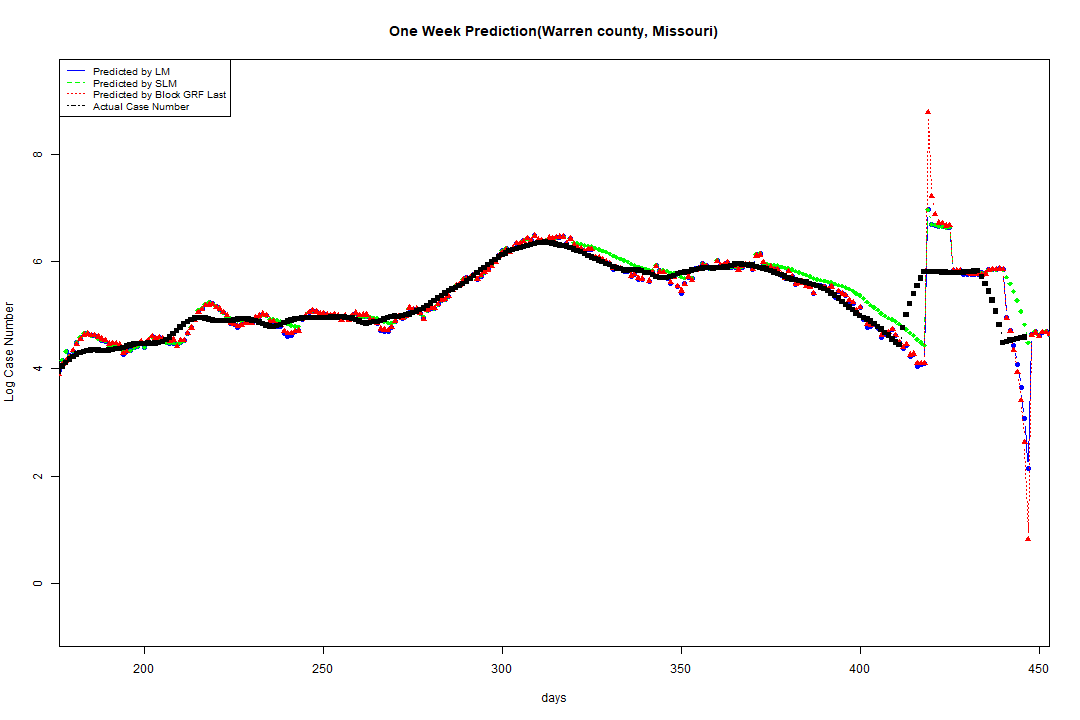 One Week Prediction(Warren county, Missouri)
Predicted by LM
Predicted by SLM
Predicted by Block GRF Last
Actual Case Number
Log Case Number
8
6
4
2
0
200 250 300 350 400 450
days